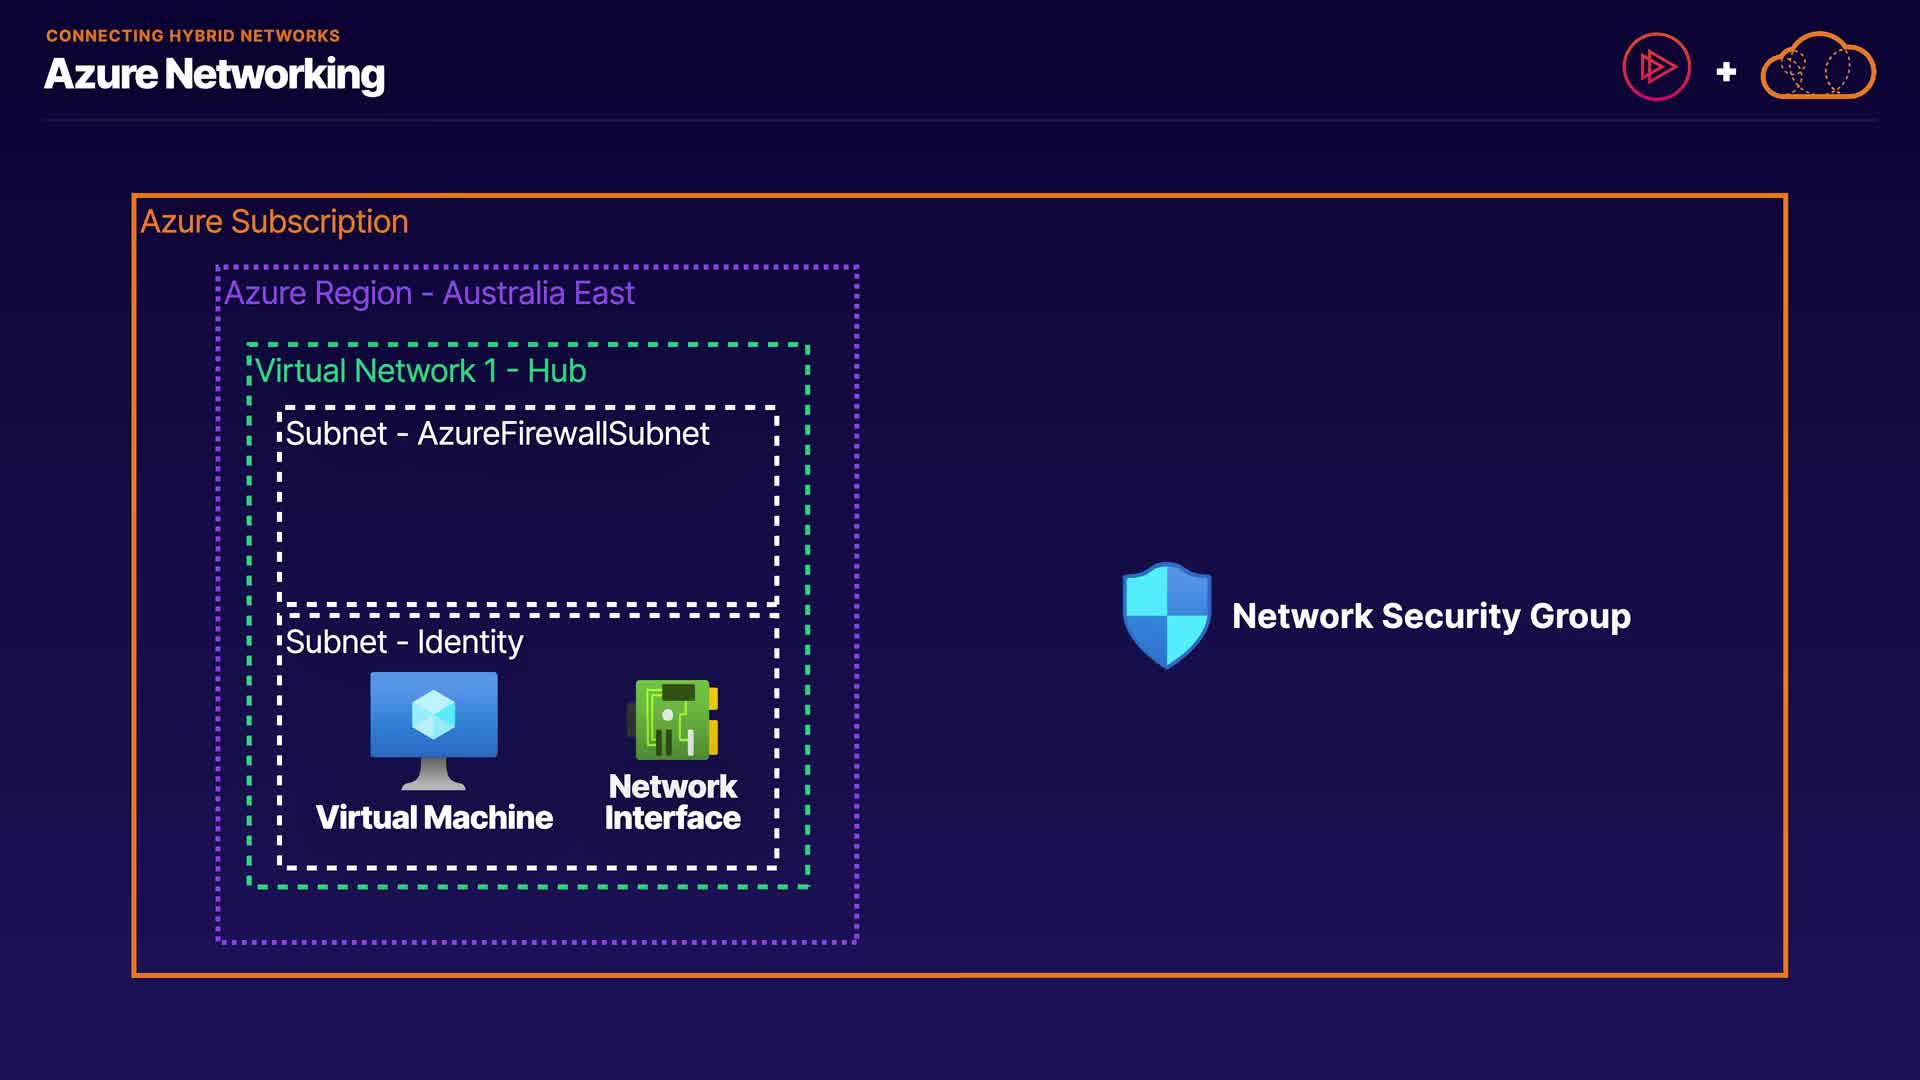 CONNECTING HYBRID NETWORKS
Azure Networking
Azure Subscription
Azure Region - Australia East
Virtual Network 1 - Hub
Subnet - AzureFirewallSubnet
Subnet - Identity
Virtual Machine
Network
Interface
Network Security Group